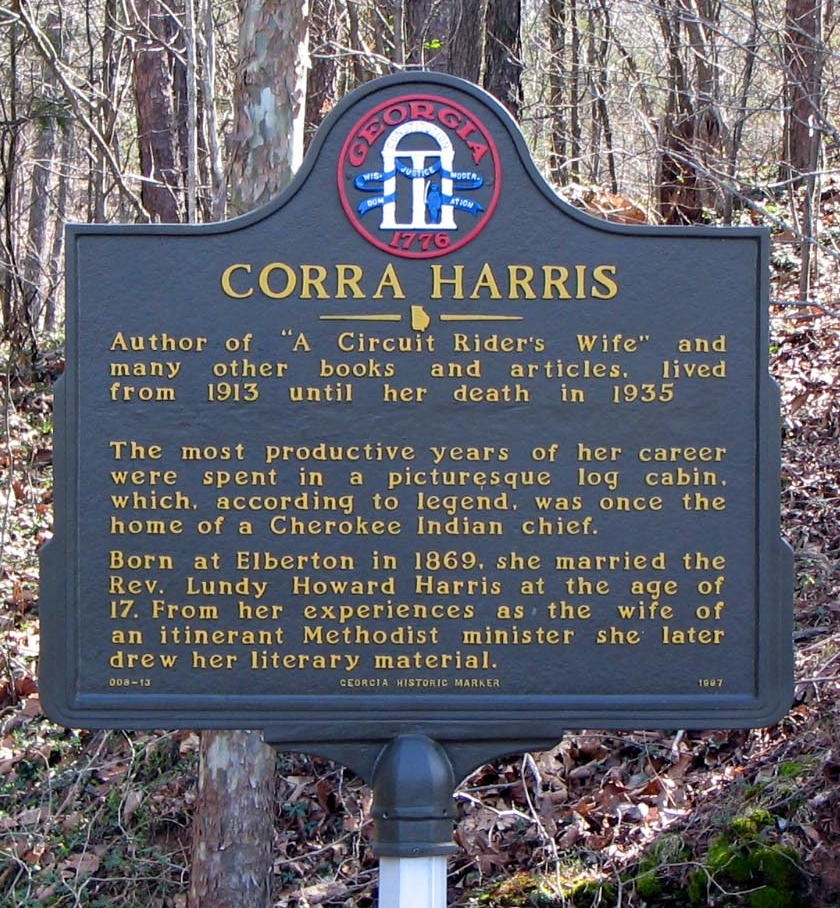 GEORGIA
CONSTITUTION
WIS- JUSTICE MODER-
DOM ATION
1776
CORRA HARRIS
Author of "A Circuit Rider's Wife" and
many other books and articles, lived
from 1913 until her death in 1935
The most productive years of her career
were spent in a picturesque log cabin,
which, according to legend, was once the
home of a Cherokee Indian chief.
Born at Elberton in 1869, she married the
Rev. Lundy Howard Harris at the age of
17. From her experiences as the wife of
an itinerant Methodist minister she later
drew her literary material.
008-13 GEORGIA HISTORIC MARKER 1987